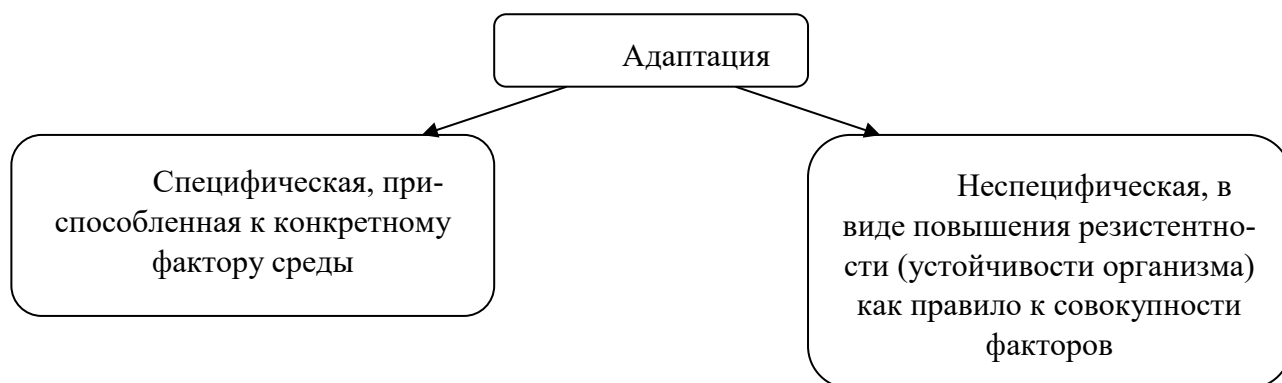 Адаптация
Специфическая, при-
способленная к конкретному
фактору среды
Неспецифическая, в
виде повышения резистентно-
сти (устойчивости организма)
как правило к совокупности
факторов